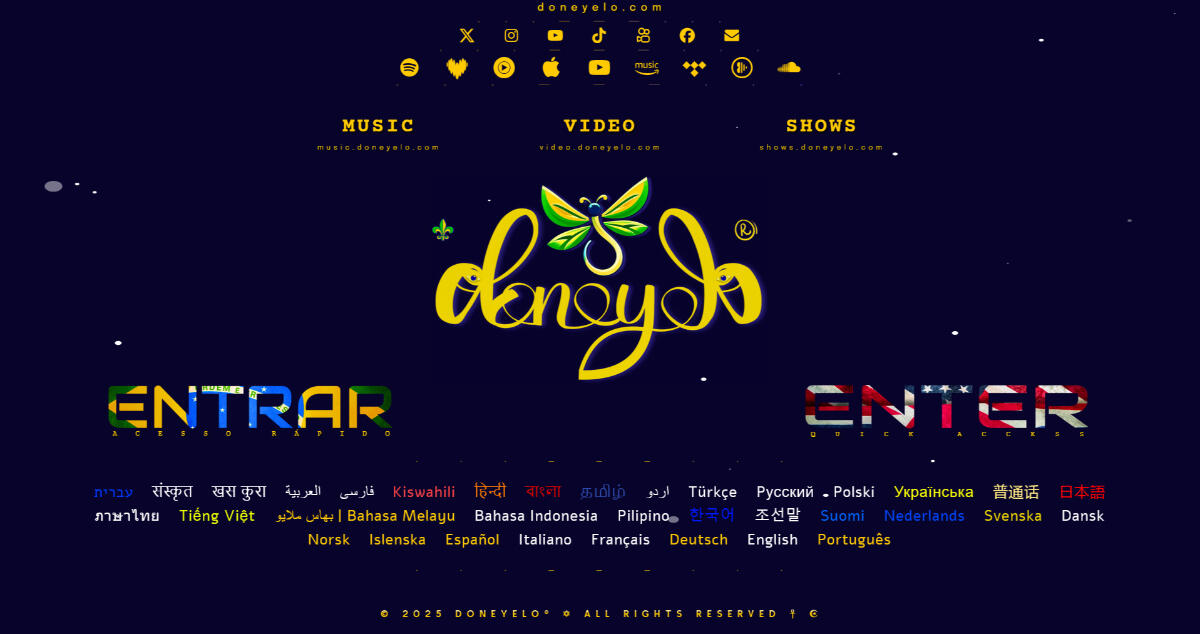 doneyelo.com
music
MUSIC VIDEO SHOWS
music.doneyelo.com video.doneyelo.com shows.doneyelo.com
doneyelo ®
ENTRAR ENTER
ACESSO RÁPIDO QUICK ACCESS
עברית संस्कृत खस कुरा العربية فارسی Kiswahili हिन्दी বাংলা தமிழ் اردو Türkçe Русский Polski Українська 普通话 日本語
ภาษาไทย Tiếng Việt بهاس ملايو | Bahasa Melayu Bahasa Indonesia Pilipino 한국어 조선말 Suomi Nederlands Svenska Dansk
Norsk Islenska Español Italiano Français Deutsch English Português
© 2025 DONEYELO® ✡ ALL RIGHTS RESERVED